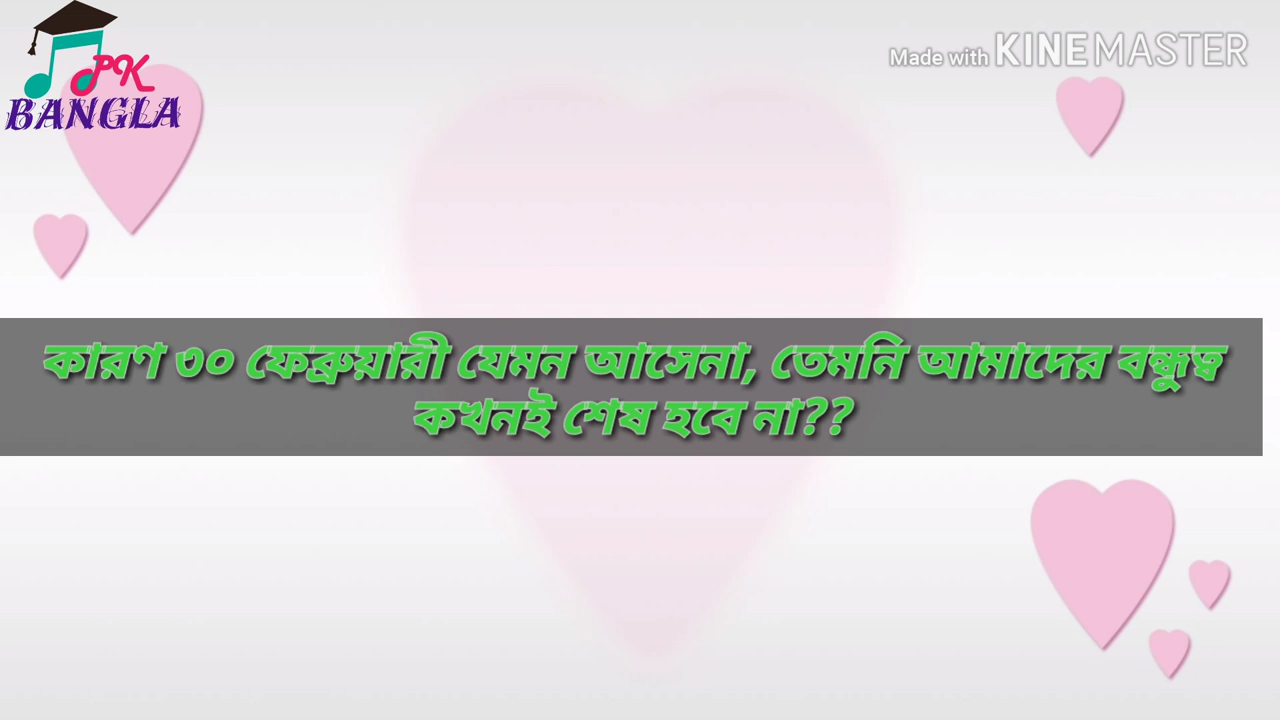 PK
BANGLA
Made with KINEMASTER
কারণ ৩০ ফেব্রুয়ারী যেমন আসেনা, তেমনি আমাদের বন্ধুত্ব
কখনই শেষ হবে না??